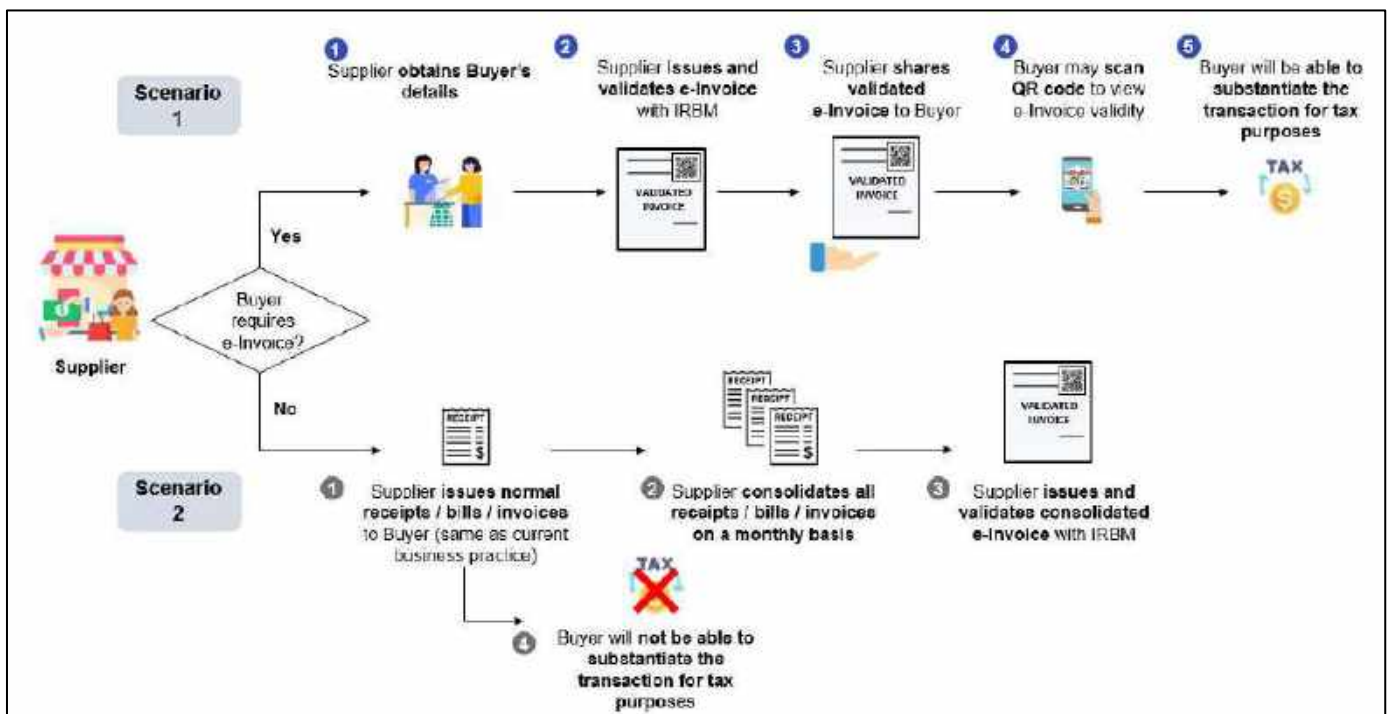 Scenario
1
1
Supplier obtains Buyer's
details
2
Supplier issues and
validates e-Invoice
with IRBM
3
Supplier shares
validated
e-Invoice to Buyer
4
Buyer may scan
QR code to view
e-Invoice validity
5
Buyer will be able to
substantiate the
transaction for tax
purposes
VALIDATED
INVOICE
VALIDATED
INVOICE
TAX
$
Yes
Buyer
requires
e-Invoice?
Supplier
No
Scenario
2
RECEIPT
$
1
Supplier issues normal
receipts / bills / invoices
to Buyer (same as current
business practice)
RECEIPT
RECEIPT
RECEIPT
$
2
Supplier consolidates all
receipts / bills / invoices
on a monthly basis
VALIDATED
INVOICE
3
Supplier issues and
validates consolidated
e-Invoice with IRBM
TAX
4
Buyer will not be able to
substantiate the
transaction for tax
purposes